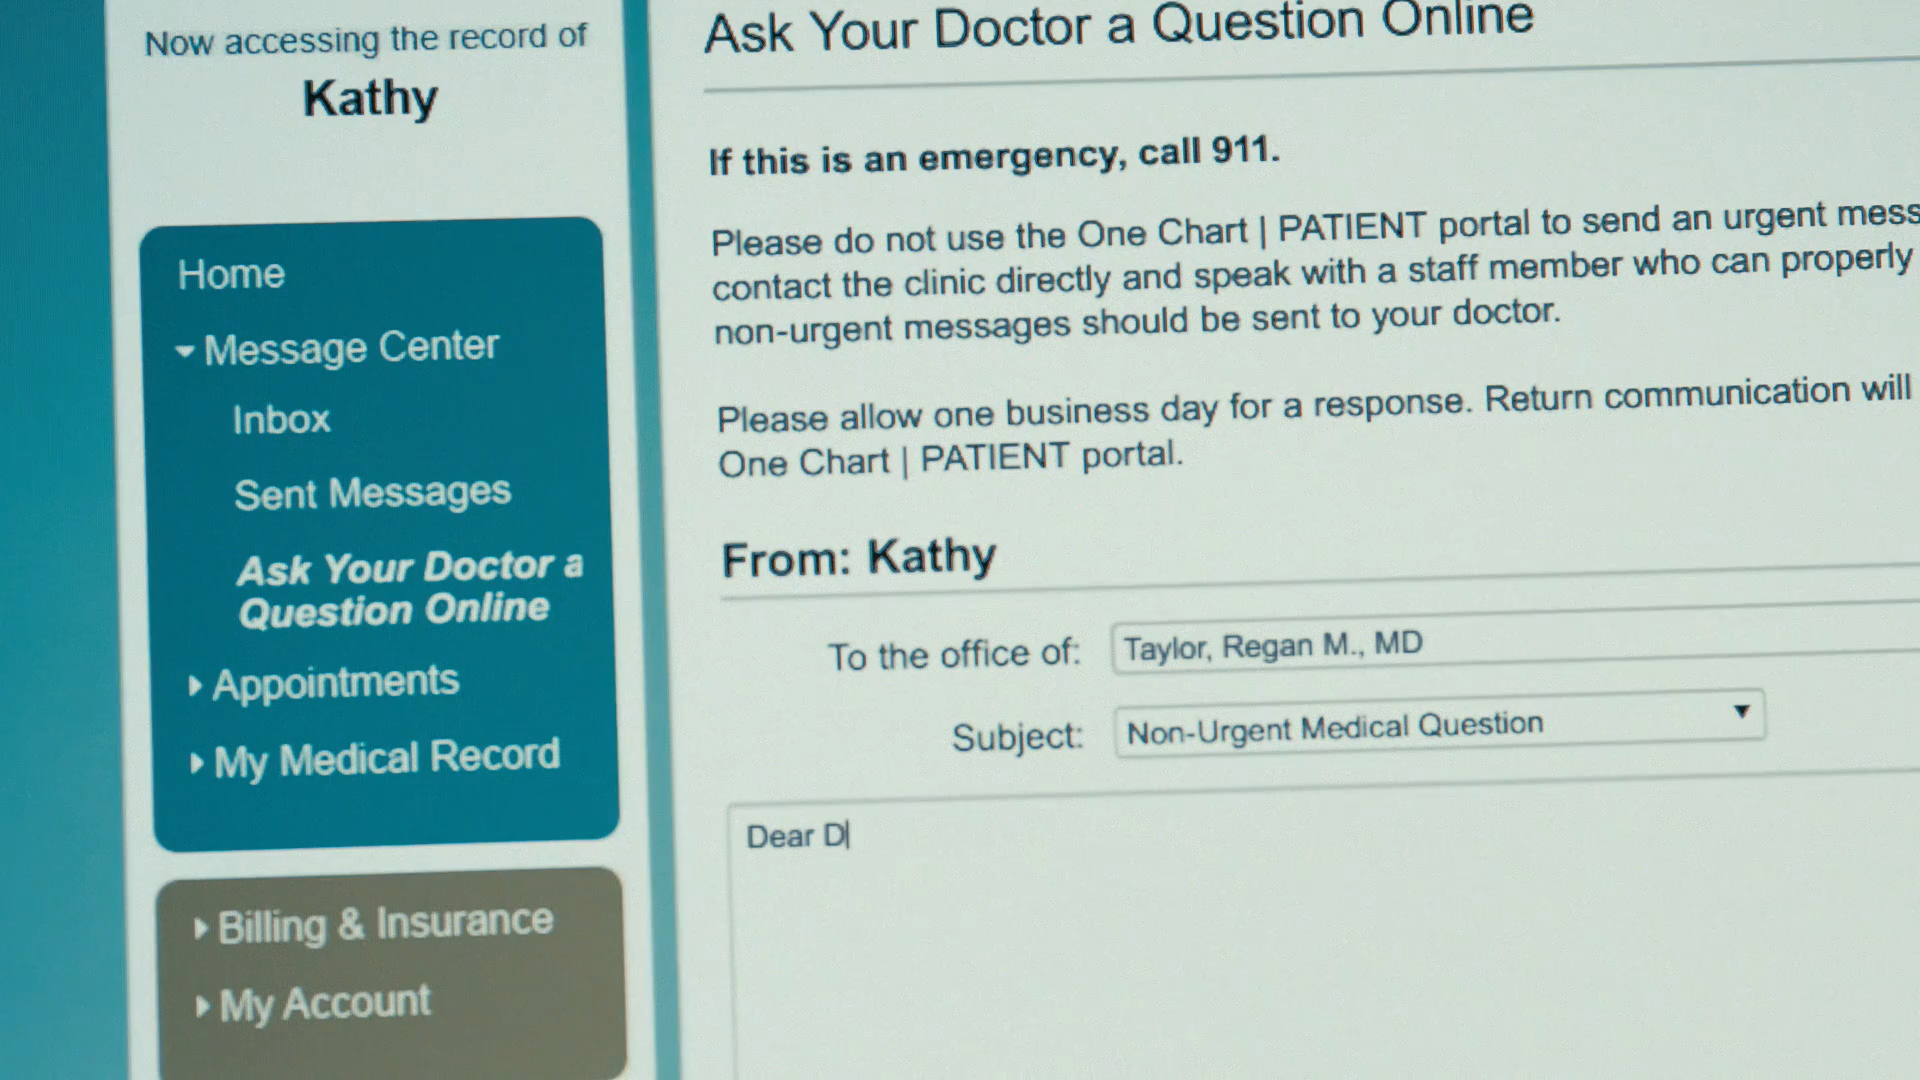 Now accessing the record of
Kathy
Home
Message Center
Inbox
Sent Messages
Ask Your Doctor a
Question Online
Appointments
My Medical Record
Billing & Insurance
My Account
Ask Your Doctor a Question Online
If this is an emergency, call 911.
Please do not use the One Chart | PATIENT portal to send an urgent mess
contact the clinic directly and speak with a staff member who can properly
non-urgent messages should be sent to your doctor.
Please allow one business day for a response. Return communication will
One Chart | PATIENT portal.
From: Kathy
To the office of: Taylor, Regan M., MD
Subject: Non-Urgent Medical Question
Dear D